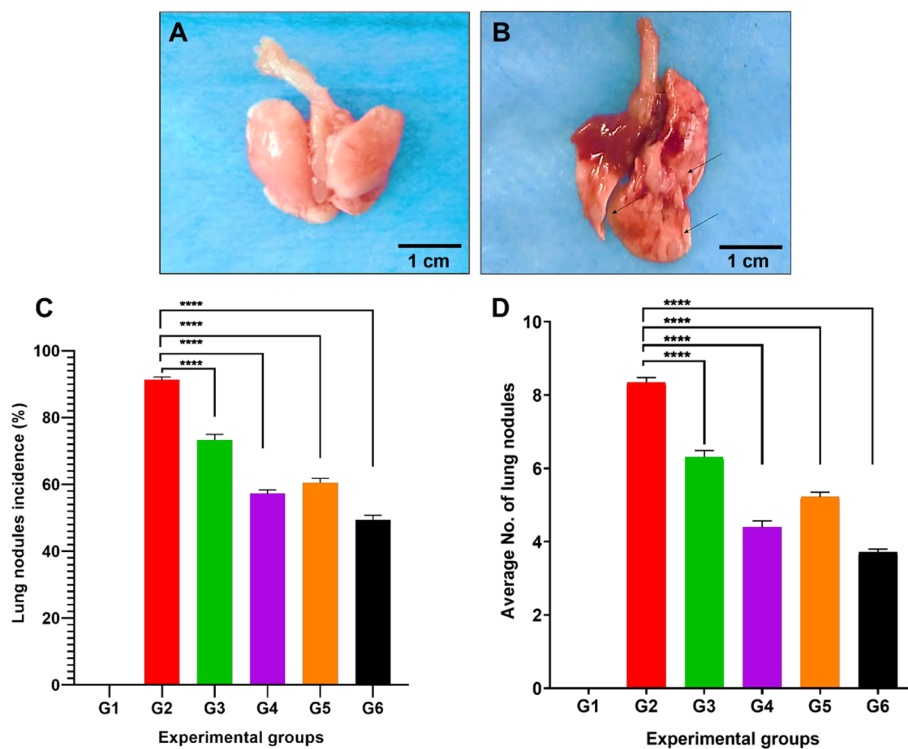 A
1 cm
B
1 cm
C
****
****
****
****
Lung nodules incidence (%)
100
80
60
40
20
0
G1 G2 G3 G4 G5 G6
Experimental groups
D
****
****
****
****
Average No. of lung nodules
10
8
6
4
2
0
G1 G2 G3 G4 G5 G6
Experimental groups